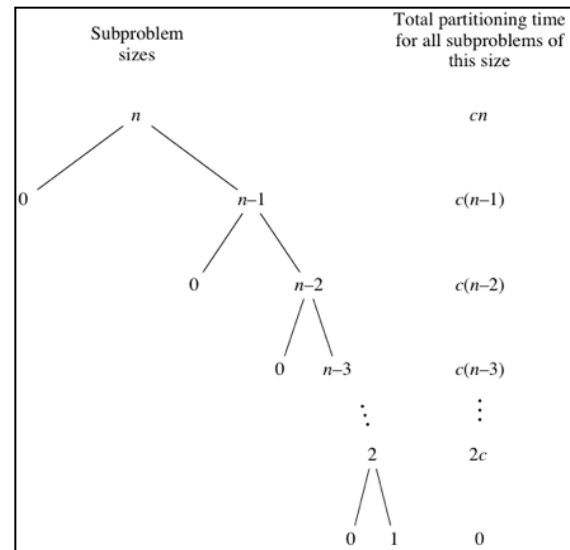 Subproblem
sizes
Total partitioning time
for all subproblems of
this size
n
cn
0
n–1
c(n–1)
0
n–2
c(n–2)
0
n–3
c(n–3)
⋱
⋮
2
2c
0
1
0